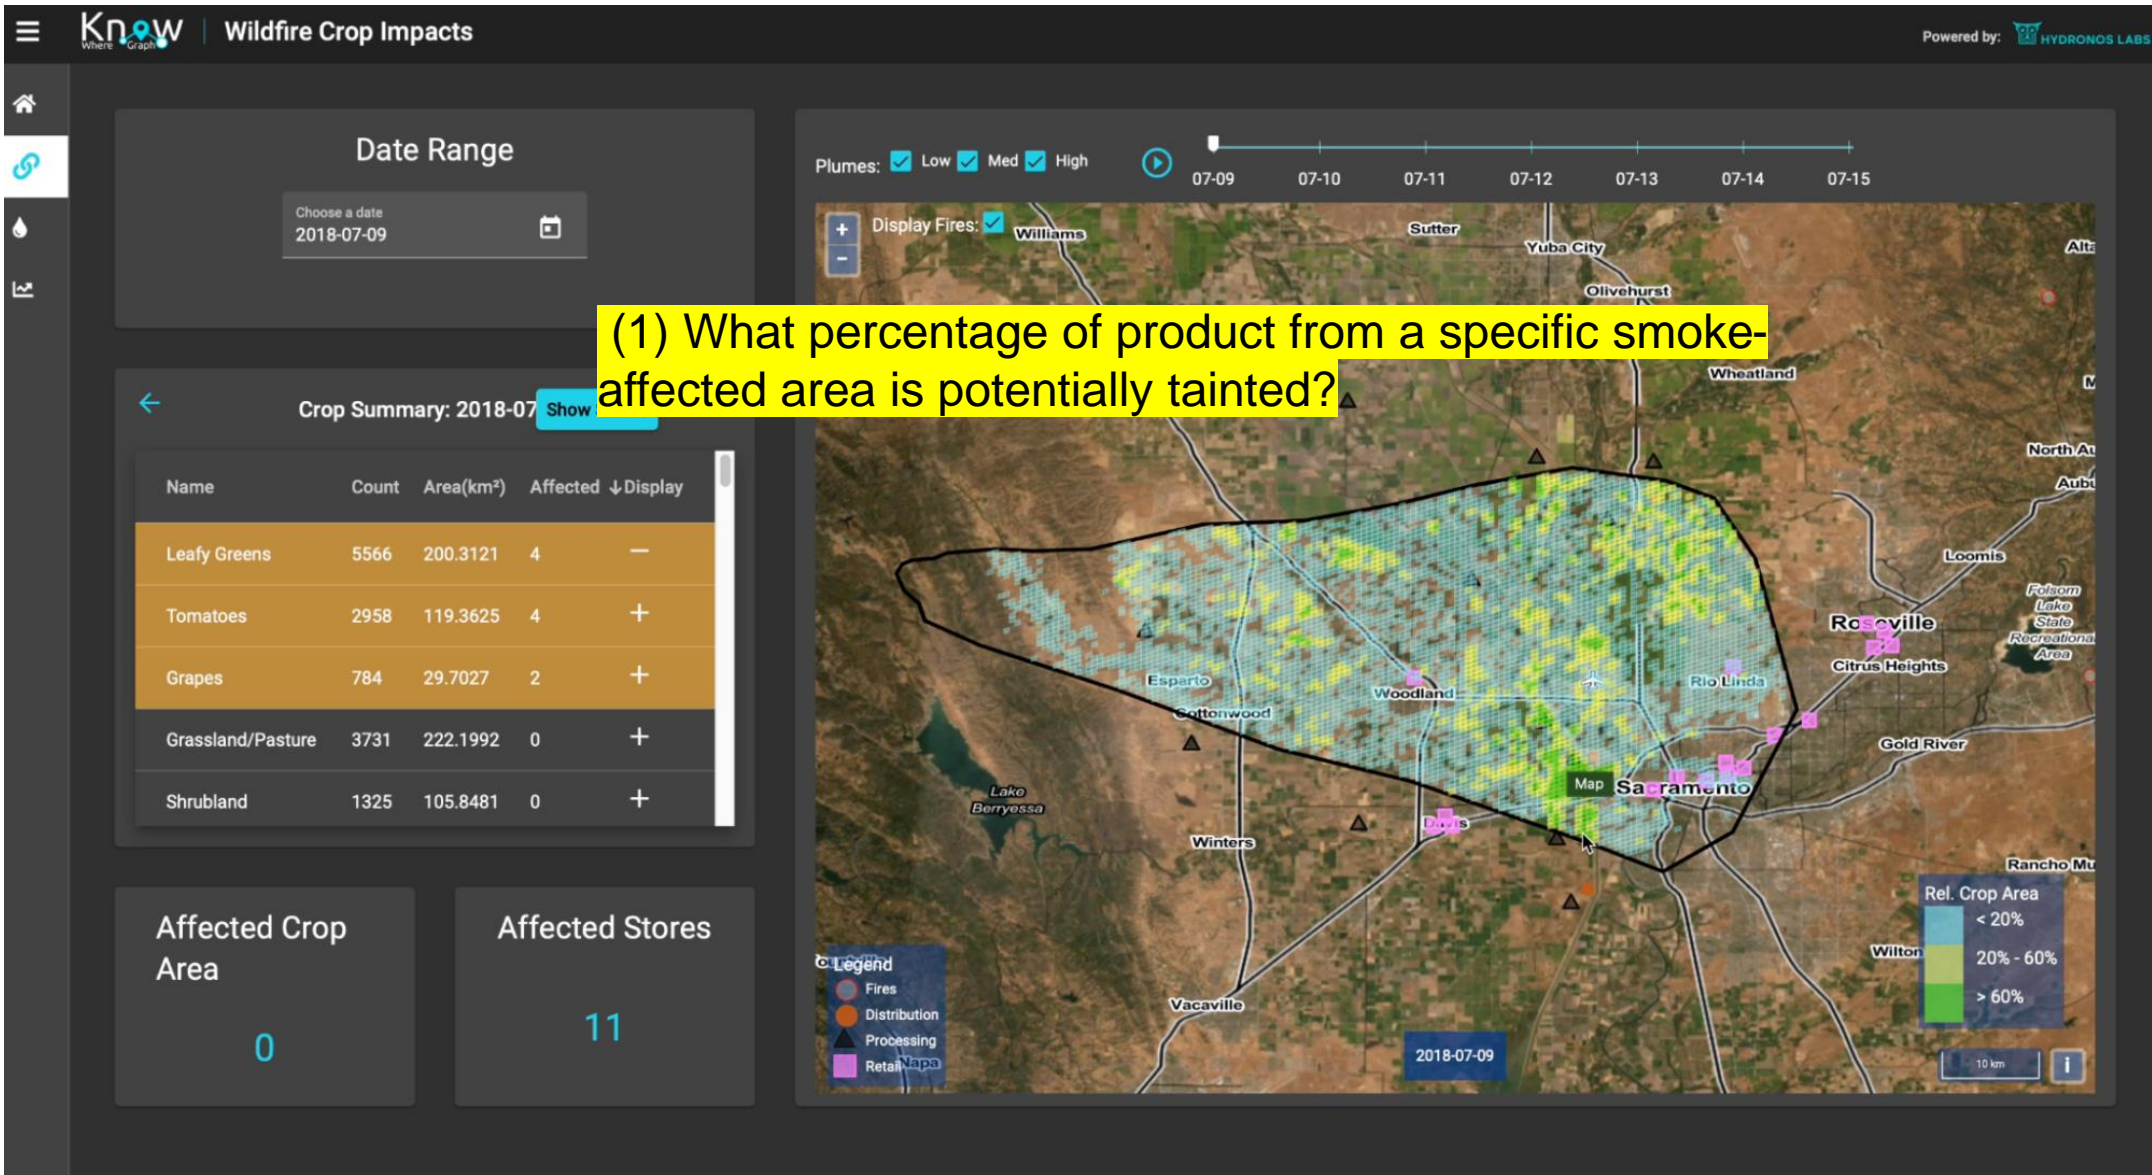 Know
Where Graph
Wildfire Crop Impacts
Powered by:
HYDRONOS LABS
Date Range
Choose a date
2018-07-09
Plumes:
Low
Med
High
07-09
07-10
07-11
07-12
07-13
07-14
07-15
(1) What percentage of product from a specific smoke-
affected area is potentially tainted?
Crop Summary: 2018-07
Show
Name Count Area(km²) Affected ↓Display
Leafy Greens 5566 200.3121 4 −
Tomatoes 2958 119.3625 4 +
Grapes 784 29.7027 2 +
Grassland/Pasture 3731 222.1992 0 +
Shrubland 1325 105.8481 0 +
Affected Crop
Area
0
Affected Stores
11
+
−
Display Fires:
Williams
Sutter
Yuba City
Alta
Olivehurst
Wheatland
North Au
Aubu
Loomis
Folsom
Lake
State
Recreational
Area
Roseville
Citrus Heights
Rio Linda
Esparto
Woodland
Cottonwood
Gold River
Map
Sacramento
Lake
Berryessa
Davis
Winters
Rancho Mu
Wilton
Vacaville
Napa
Legend
Fires
Distribution
Processing
Retail
2018-07-09
Rel. Crop Area
< 20%
20% - 60%
> 60%
10 km
i